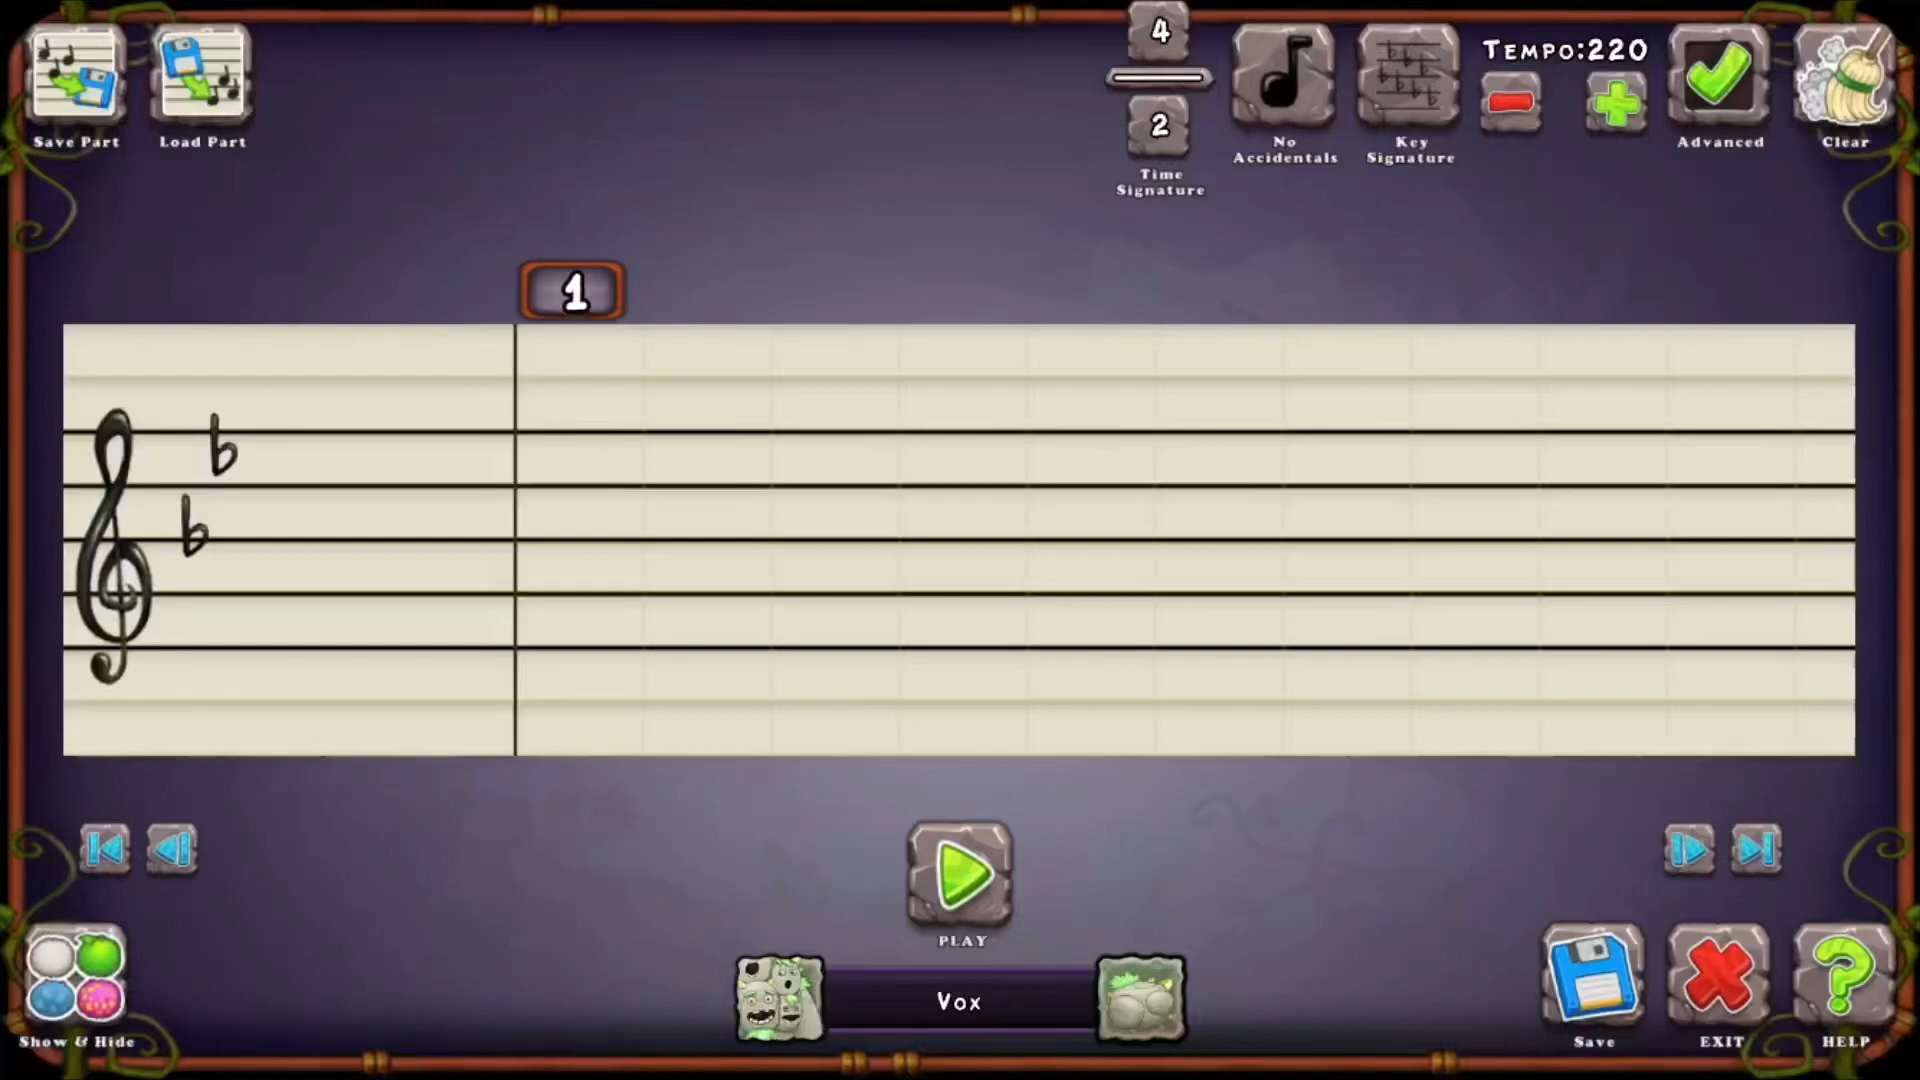 Save Part
Load Part
4
2
Time
Signature
No
Accidentals
Key
Signature
TEMPO:220
Advanced
Clear
1
PLAY
Vox
Show & Hide
Save
EXIT
HELP